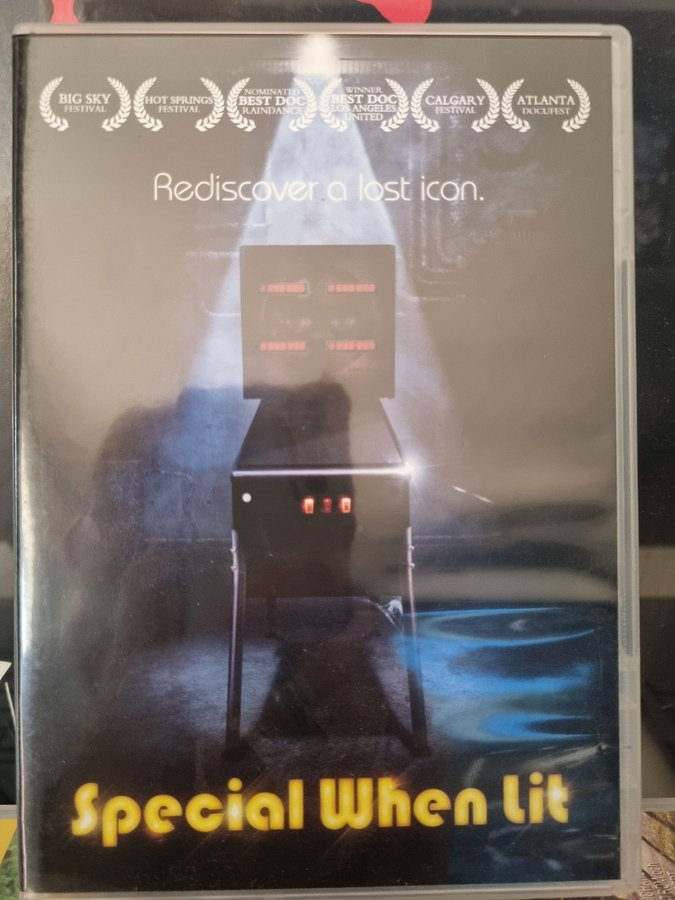 BIG SKY
FESTIVAL
HOT SPRINGS
FESTIVAL
NOMINATED
BEST DOC
RAINDANCE
WINNER
BEST DOC
LOS ANGELES
UNITED
CALGARY
FESTIVAL
ATLANTA
DOCUFEST
Rediscover a lost icon.
Special When Lit